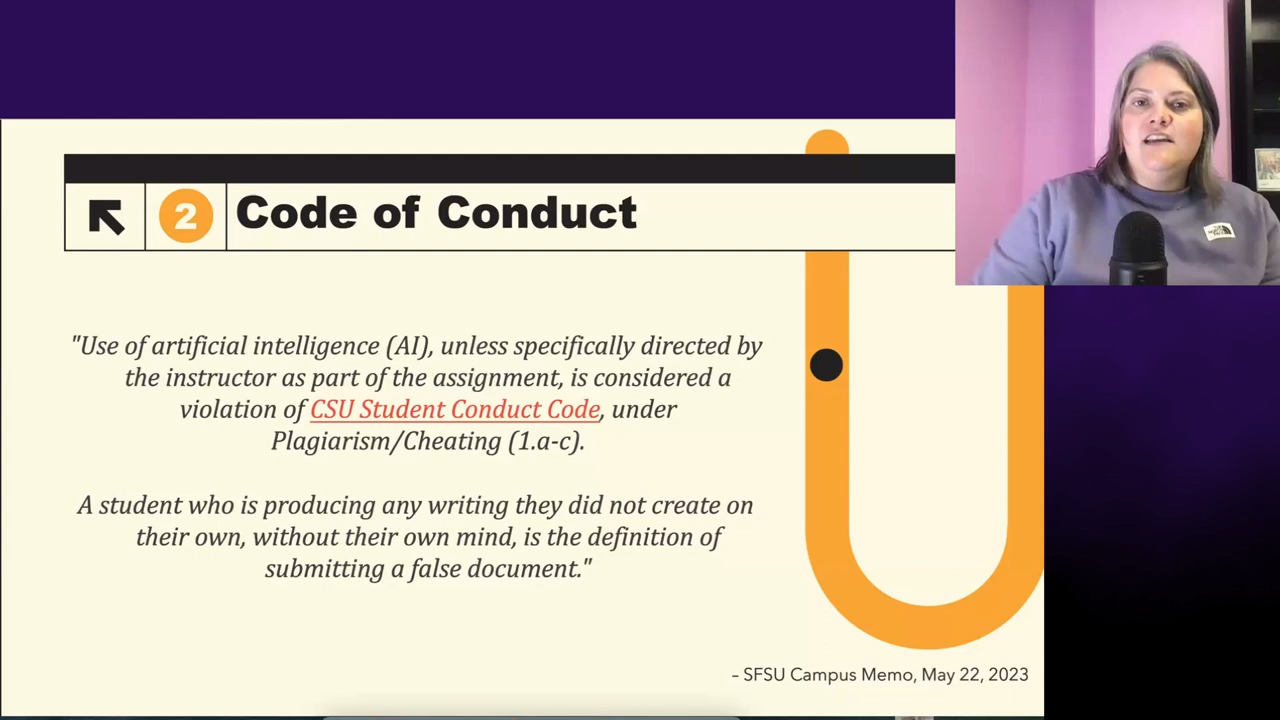 2 Code of Conduct
"Use of artificial intelligence (AI), unless specifically directed by
the instructor as part of the assignment, is considered a
violation of CSU Student Conduct Code, under
Plagiarism/Cheating (1.a-c).
A student who is producing any writing they did not create on
their own, without their own mind, is the definition of
submitting a false document."
– SFSU Campus Memo, May 22, 2023